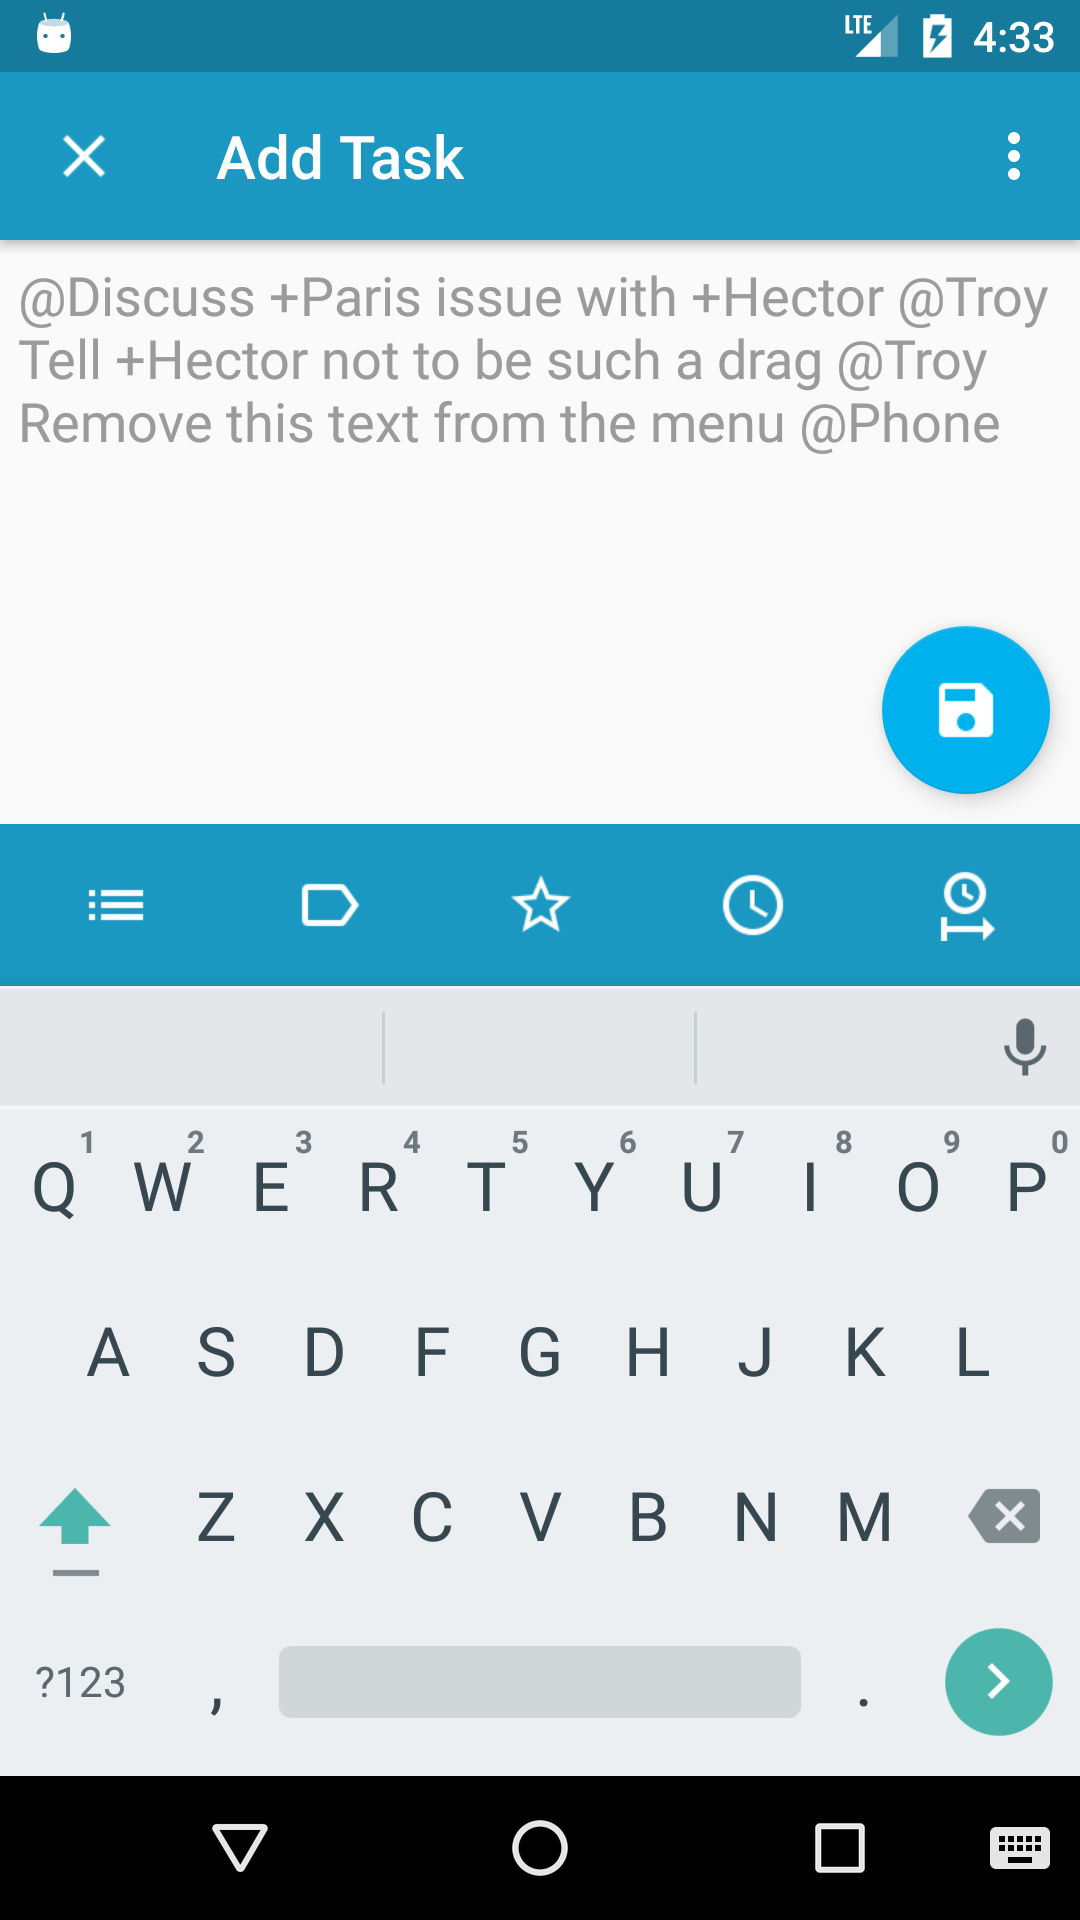 LTE 4:33
Add Task
@Discuss +Paris issue with +Hector @Troy
Tell +Hector not to be such a drag @Troy
Remove this text from the menu @Phone
1 2 3 4 5 6 7 8 9 0
Q W E R T Y U I O P
A S D F G H J K L
Z X C V B N M
?123 , .